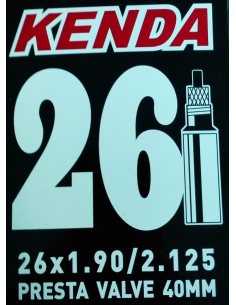 KENDA
26
26x1.90/2.125
PRESTA VALVE 40MM